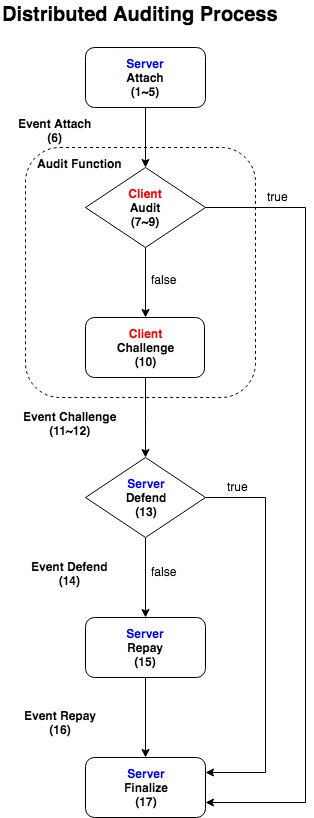 Distributed Auditing Process
Server
Attach
(1~5)
Event Attach
(6)
Audit Function
Client
Audit
(7~9)
true
false
Client
Challenge
(10)
Event Challenge
(11~12)
Server
Defend
(13)
true
Event Defend
(14)
false
Server
Repay
(15)
Event Repay
(16)
Server
Finalize
(17)